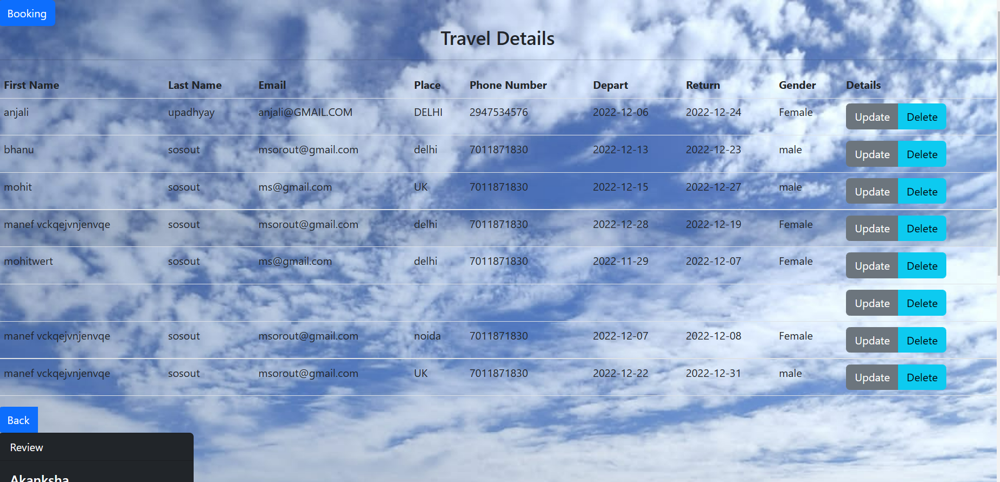 Booking
Travel Details
First Name Last Name Email Place Phone Number Depart Return Gender Details
anjali upadhyay anjali@GMAIL.COM DELHI 2947534576 2022-12-06 2022-12-24 Female Update Delete
bhanu sosout msorout@gmail.com delhi 7011871830 2022-12-13 2022-12-23 male Update Delete
mohit sosout ms@gmail.com UK 7011871830 2022-12-15 2022-12-27 male Update Delete
manef vckqejvnjenvqe sosout msorout@gmail.com delhi 7011871830 2022-12-28 2022-12-19 Female Update Delete
mohitwert sosout ms@gmail.com delhi 7011871830 2022-11-29 2022-12-07 Female Update Delete
Update Delete
manef vckqejvnjenvqe sosout msorout@gmail.com noida 7011871830 2022-12-07 2022-12-08 Female Update Delete
manef vckqejvnjenvqe sosout msorout@gmail.com UK 7011871830 2022-12-22 2022-12-31 male Update Delete
Back
Review
Akanksha